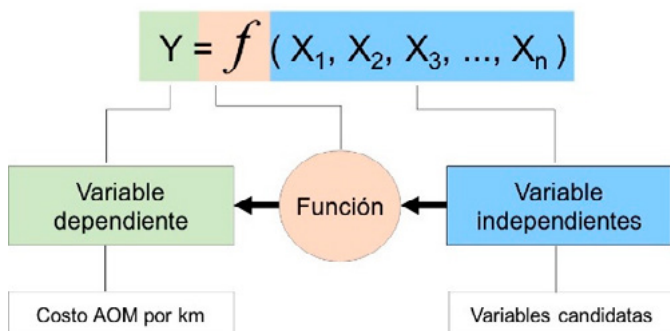 Y = f ( X₁, X₂, X₃, ..., Xₙ )
Variable
dependiente
Función
Variable
independientes
Costo AOM por km
Variables candidatas